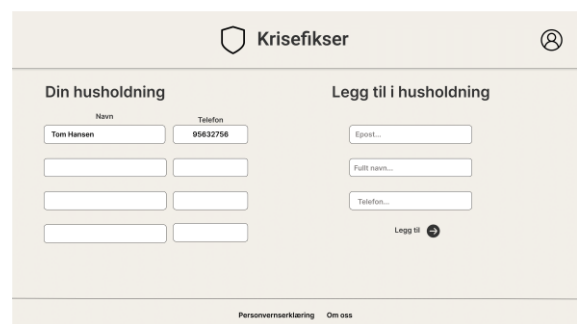 Krisefikser
Din husholdning
Navn
Telefon
Tom Hansen
95632756
Legg til i husholdning
Epost...
Fullt navn...
Telefon...
Legg til
Personvernserklæring Om oss